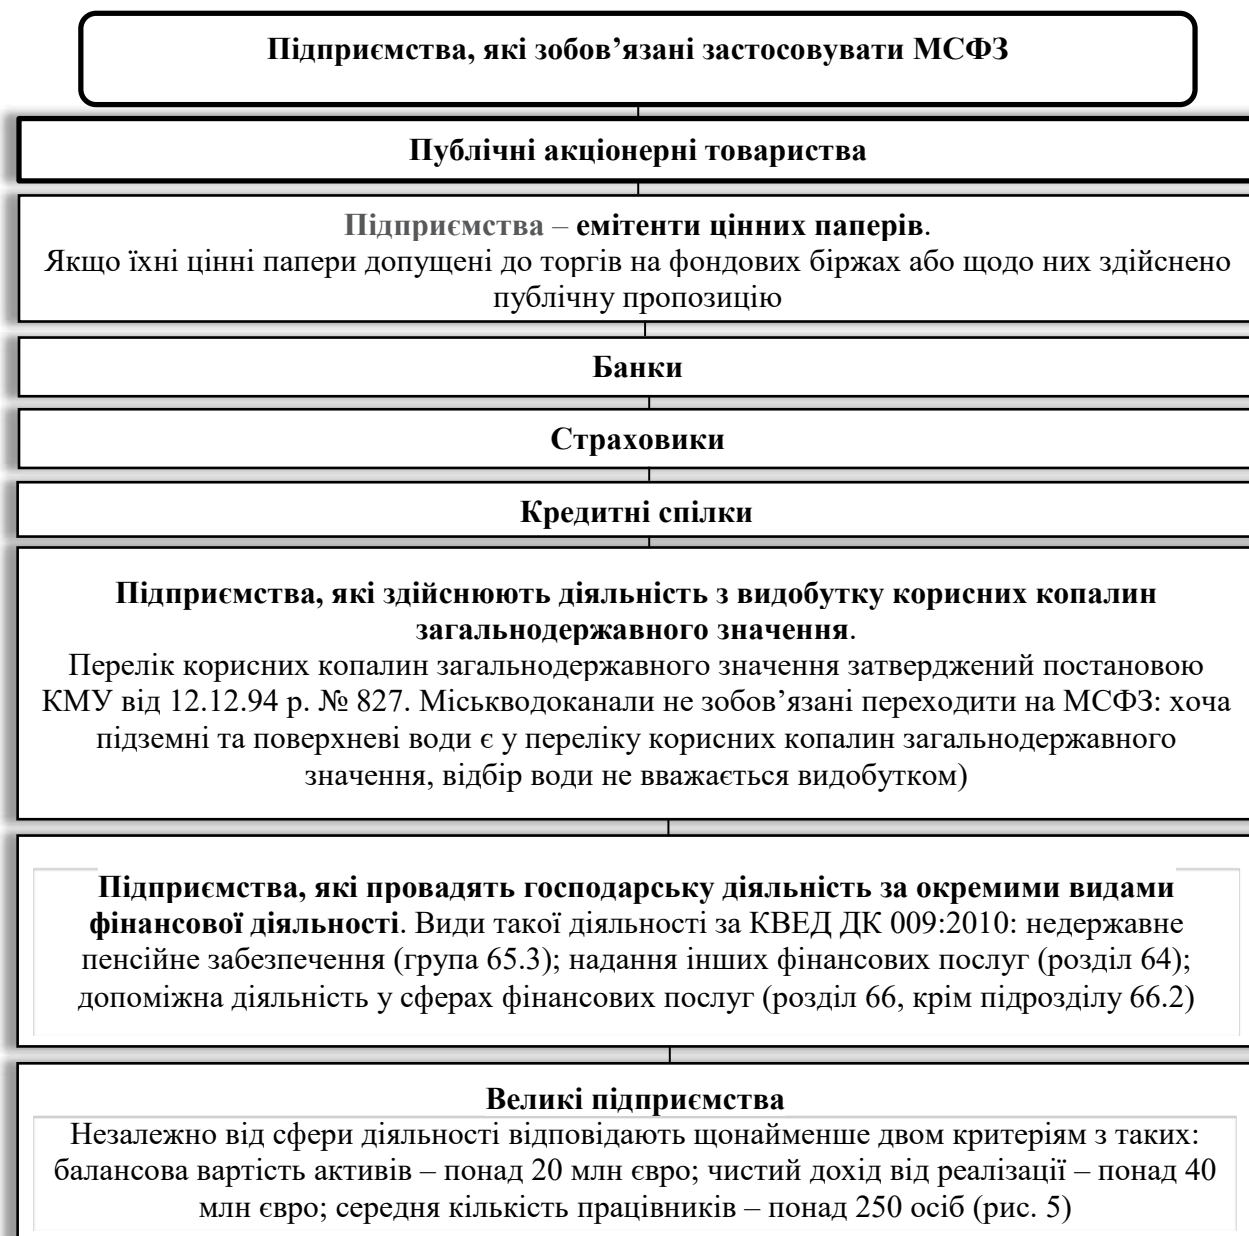 Підприємства, які зобов’язані застосовувати МСФЗ
Публічні акціонерні товариства
Підприємства – емітенти цінних паперів.
Якщо їхні цінні папери допущені до торгів на фондових біржах або щодо них здійснено
публічну пропозицію
Банки
Страховики
Кредитні спілки
Підприємства, які здійснюють діяльність з видобутку корисних копалин
загальнодержавного значення.
Перелік корисних копалин загальнодержавного значення затверджений постановою
КМУ від 12.12.94 р. № 827. Міськводоканали не зобов’язані переходити на МСФЗ: хоча
підземні та поверхневі води є у переліку корисних копалин загальнодержавного
значення, відбір води не вважається видобутком)
Підприємства, які провадять господарську діяльність за окремими видами
фінансової діяльності. Види такої діяльності за КВЕД ДК 009:2010: недержавне
пенсійне забезпечення (група 65.3); надання інших фінансових послуг (розділ 64);
допоміжна діяльність у сферах фінансових послуг (розділ 66, крім підрозділу 66.2)
Великі підприємства
Незалежно від сфери діяльності відповідають щонайменше двом критеріям з таких:
балансова вартість активів – понад 20 млн євро; чистий дохід від реалізації – понад 40
млн євро; середня кількість працівників – понад 250 осіб (рис. 5)